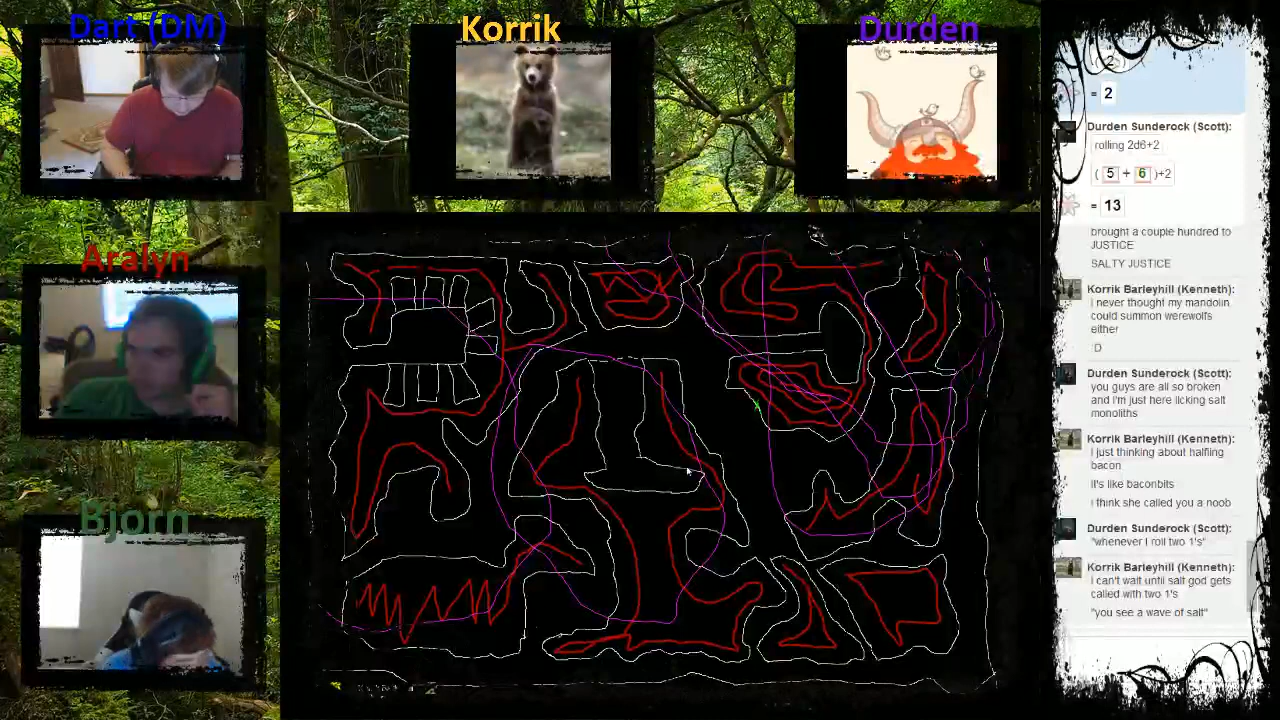 Dart (DM)
Korrik
Durden
Aralyn
Bjorn
2
= 2
Durden Sunderock (Scott):
rolling 2d6+2
( 5 + 6 )+2
= 13
brought a couple hundred to
JUSTICE
SALTY JUSTICE
Korrik Barleyhill (Kenneth):
I never thought my mandolin
could summon werewolfs
either
:D
Durden Sunderock (Scott):
you guys are all so broken
and I'm just here licking salt
monoliths
Korrik Barleyhill (Kenneth):
I just thinking about halfling
bacon
it's like baconbits
I think she called you a noob
Durden Sunderock (Scott):
"whenever I roll two 1's"
Korrik Barleyhill (Kenneth):
I can't wait until salt god gets
called with two 1's
"you see a wave of salt"